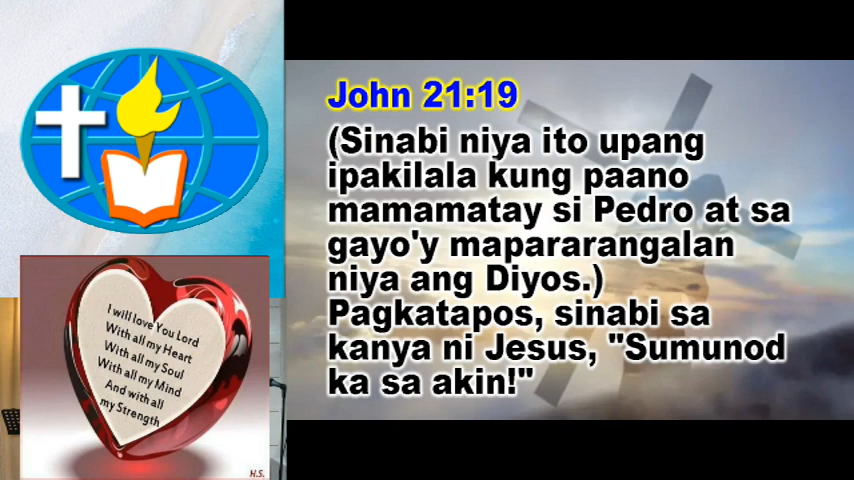 John 21:19
(Sinabi niya ito upang
ipakilala kung paano
mamamatay si Pedro at sa
gayo'y mapararangalan
niya ang Diyos.)
Pagkatapos, sinabi sa
kanya ni Jesus, "Sumunod
ka sa akin!"
I will love You Lord
With all my Heart
With all my Soul
With all my Mind
And with all
my Strength
H.S.